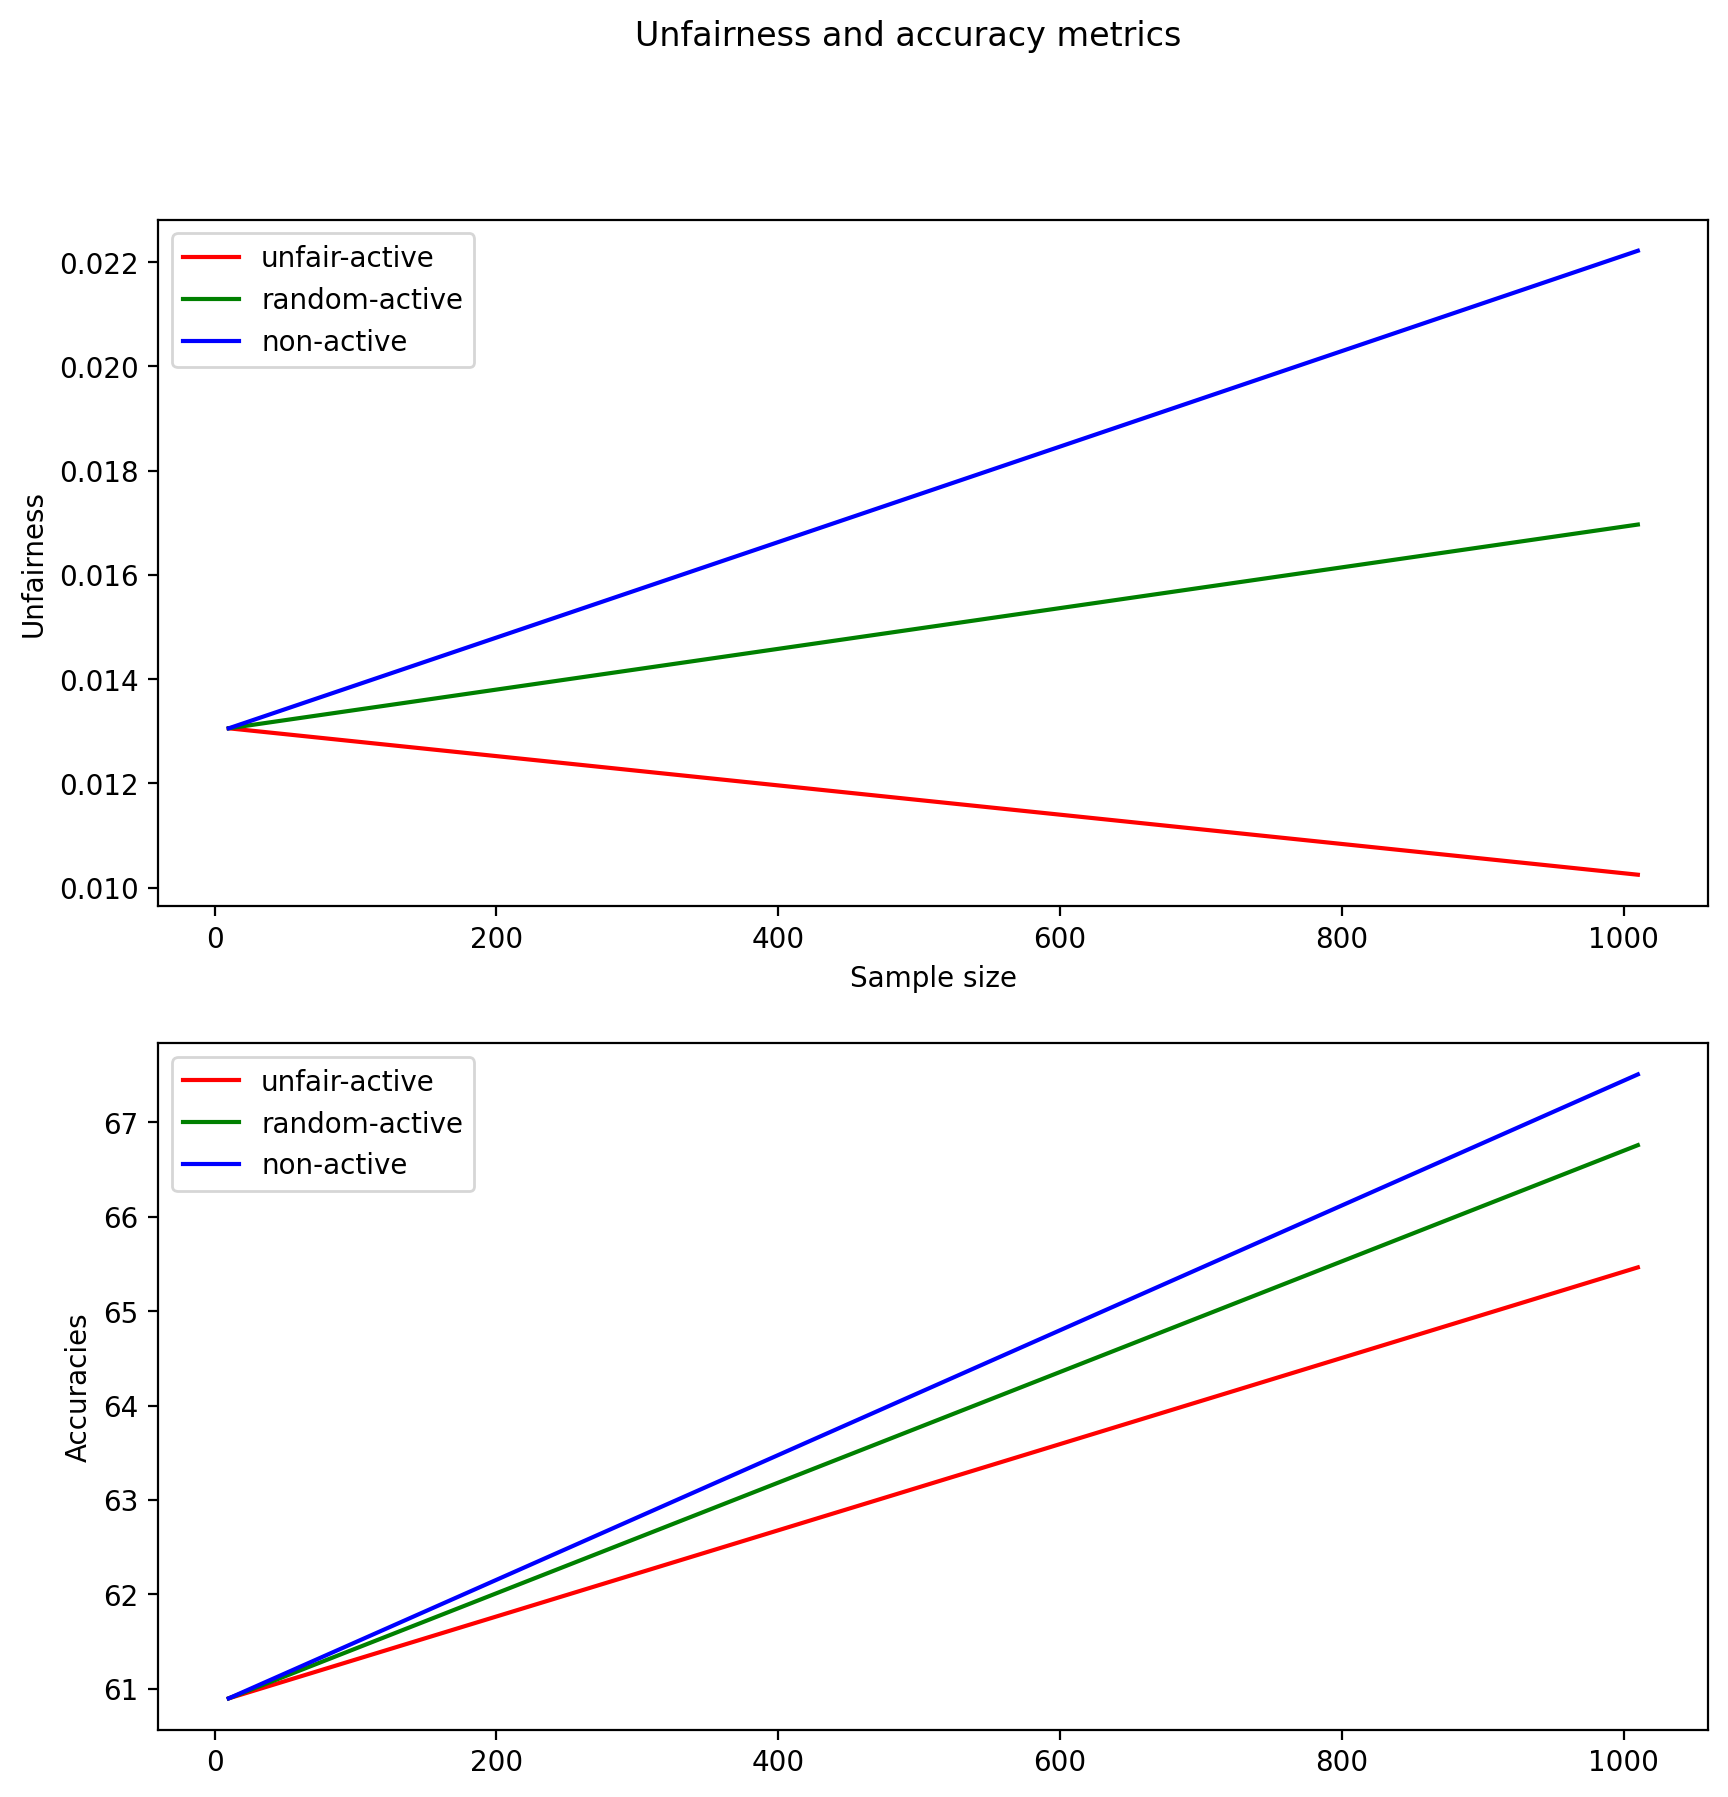 Unfairness and accuracy metrics
unfair-active
random-active
non-active
0.022
0.020
0.018
0.016
0.014
0.012
0.010
Unfairness
0 200 400 600 800 1000
Sample size
unfair-active
random-active
non-active
67
66
65
64
63
62
61
Accuracies
0 200 400 600 800 1000